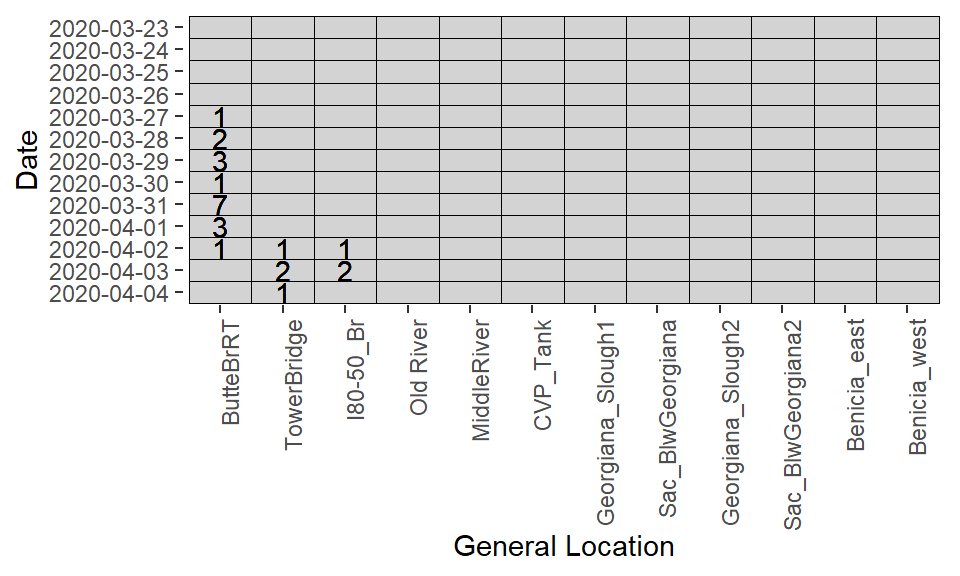 2020-03-23
2020-03-24
2020-03-25
2020-03-26
2020-03-27 1
2020-03-28 2
2020-03-29 3
2020-03-30 1
2020-03-31 7
2020-04-01 3
2020-04-02 1 1 1
2020-04-03 2 2
2020-04-04 1
Date
ButteBrRT
TowerBridge
I80-50_Br
Old River
MiddleRiver
CVP_Tank
Georgiana_Slough1
Sac_BlwGeorgiana
Georgiana_Slough2
Sac_BlwGeorgiana2
Benicia_east
Benicia_west
General Location